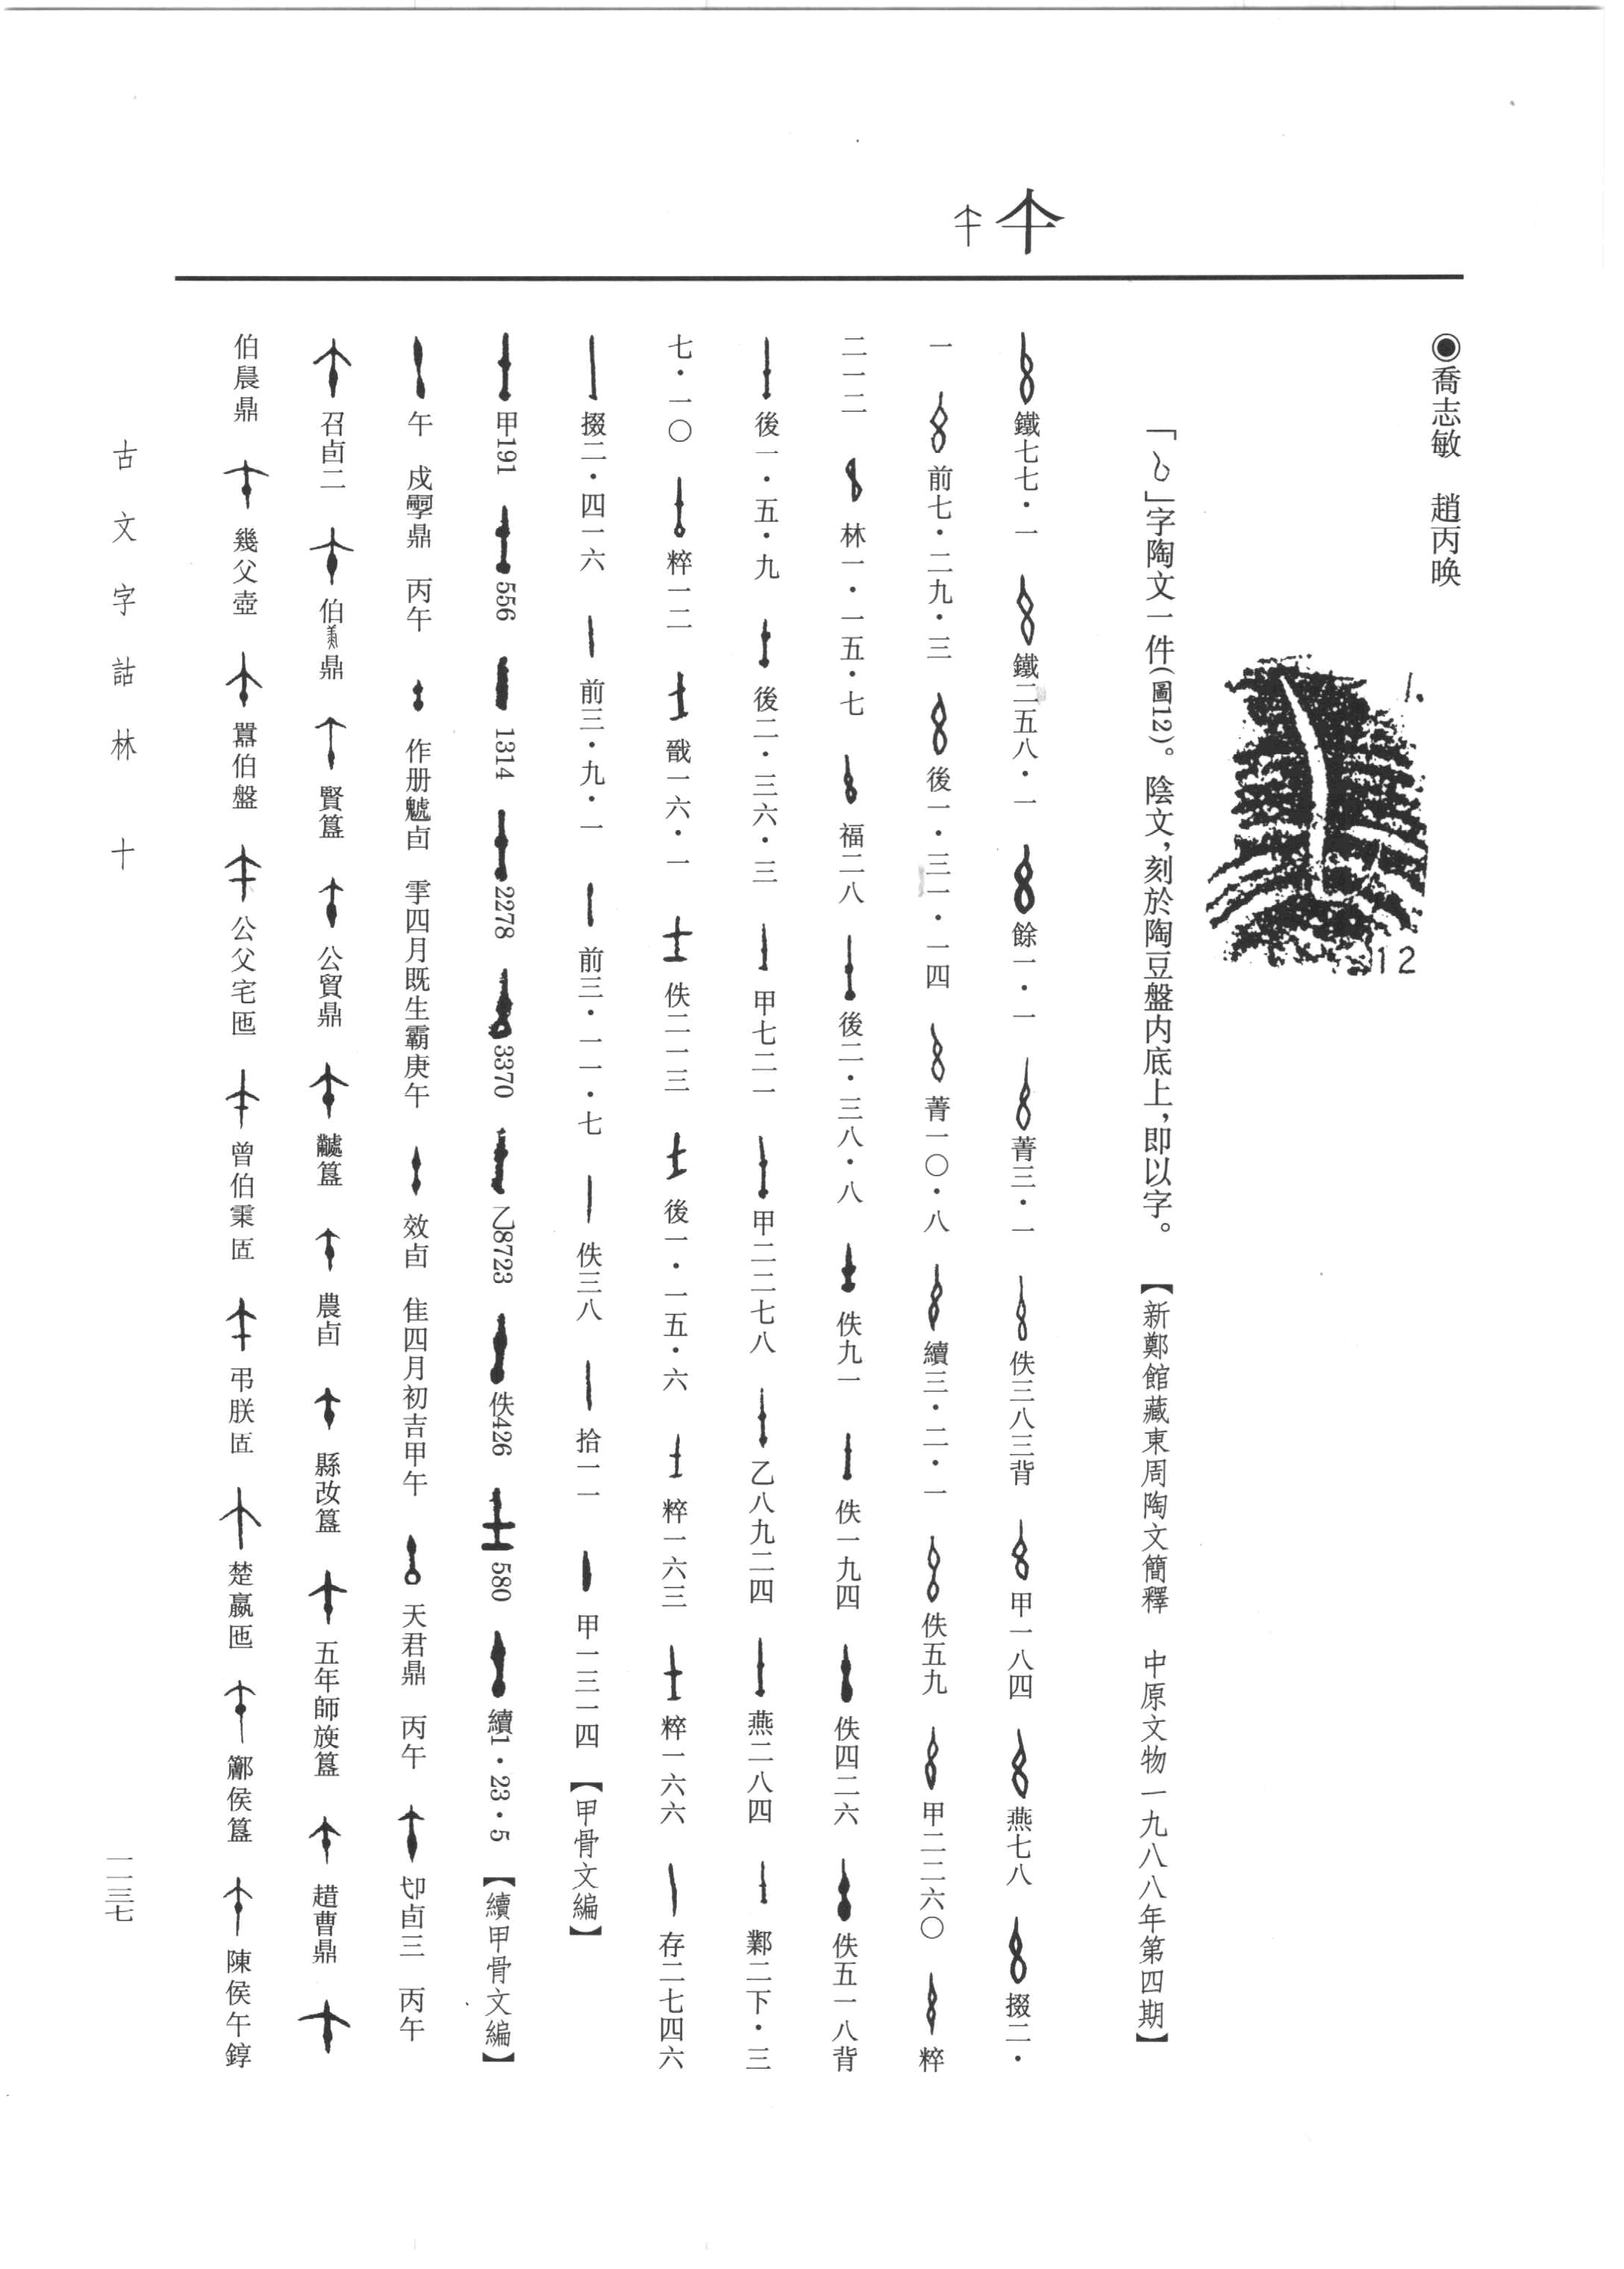 ◉喬志敏　趙丙喚
1.
12
「」字陶文一件(圖12)。陰文，刻於陶豆盤内底上，即以字。【新鄭館藏東周陶文簡釋　中原文物一九八八年第四期】
鐵七七・一　鐵二五八・一　餘一・一　菁三・一　佚三八三背　甲一八四　燕七八　掇二・
一　前七・二九・三　後一・三一・一四　菁一〇・八　續三・二・一　佚五九　甲二二六〇　粹
二一二　林一・一五・七　福二八　後二・三八・八　佚九一　佚一九四　佚四二六　佚五一八背
後一・五・九　後二・三六・三　甲七二一　甲二二七八　乙八九二四　燕二八四　鄴二下・三
七・一〇　粹一二　戩一六・一　佚二一三　後一・一五・六　粹一六三　粹一六六　存二七四六
掇二・四一六　前三・九・一　前三・一一・七　佚三八　拾一一　甲一三一四　【甲骨文編】
甲191　556　1314　2278　3370　乙8723　佚426　580　續1・23・5　【續甲骨文編】
午　戍鼎　丙午　作册魖卣　雩四月既生霸庚午　效卣　隹四月初吉甲午　天君鼎　丙午　卣三　丙午
召卣二　伯鼎　賢簋　公貿鼎　簋　農卣　縣改簋　五年師旋簋　趞曹鼎
伯晨鼎　幾父壺　囂伯盤　公父宅匜　曾伯霥　弔朕　楚嬴匜　鄘侯簋　陳侯午錞
古文字詁林　十
一一三七